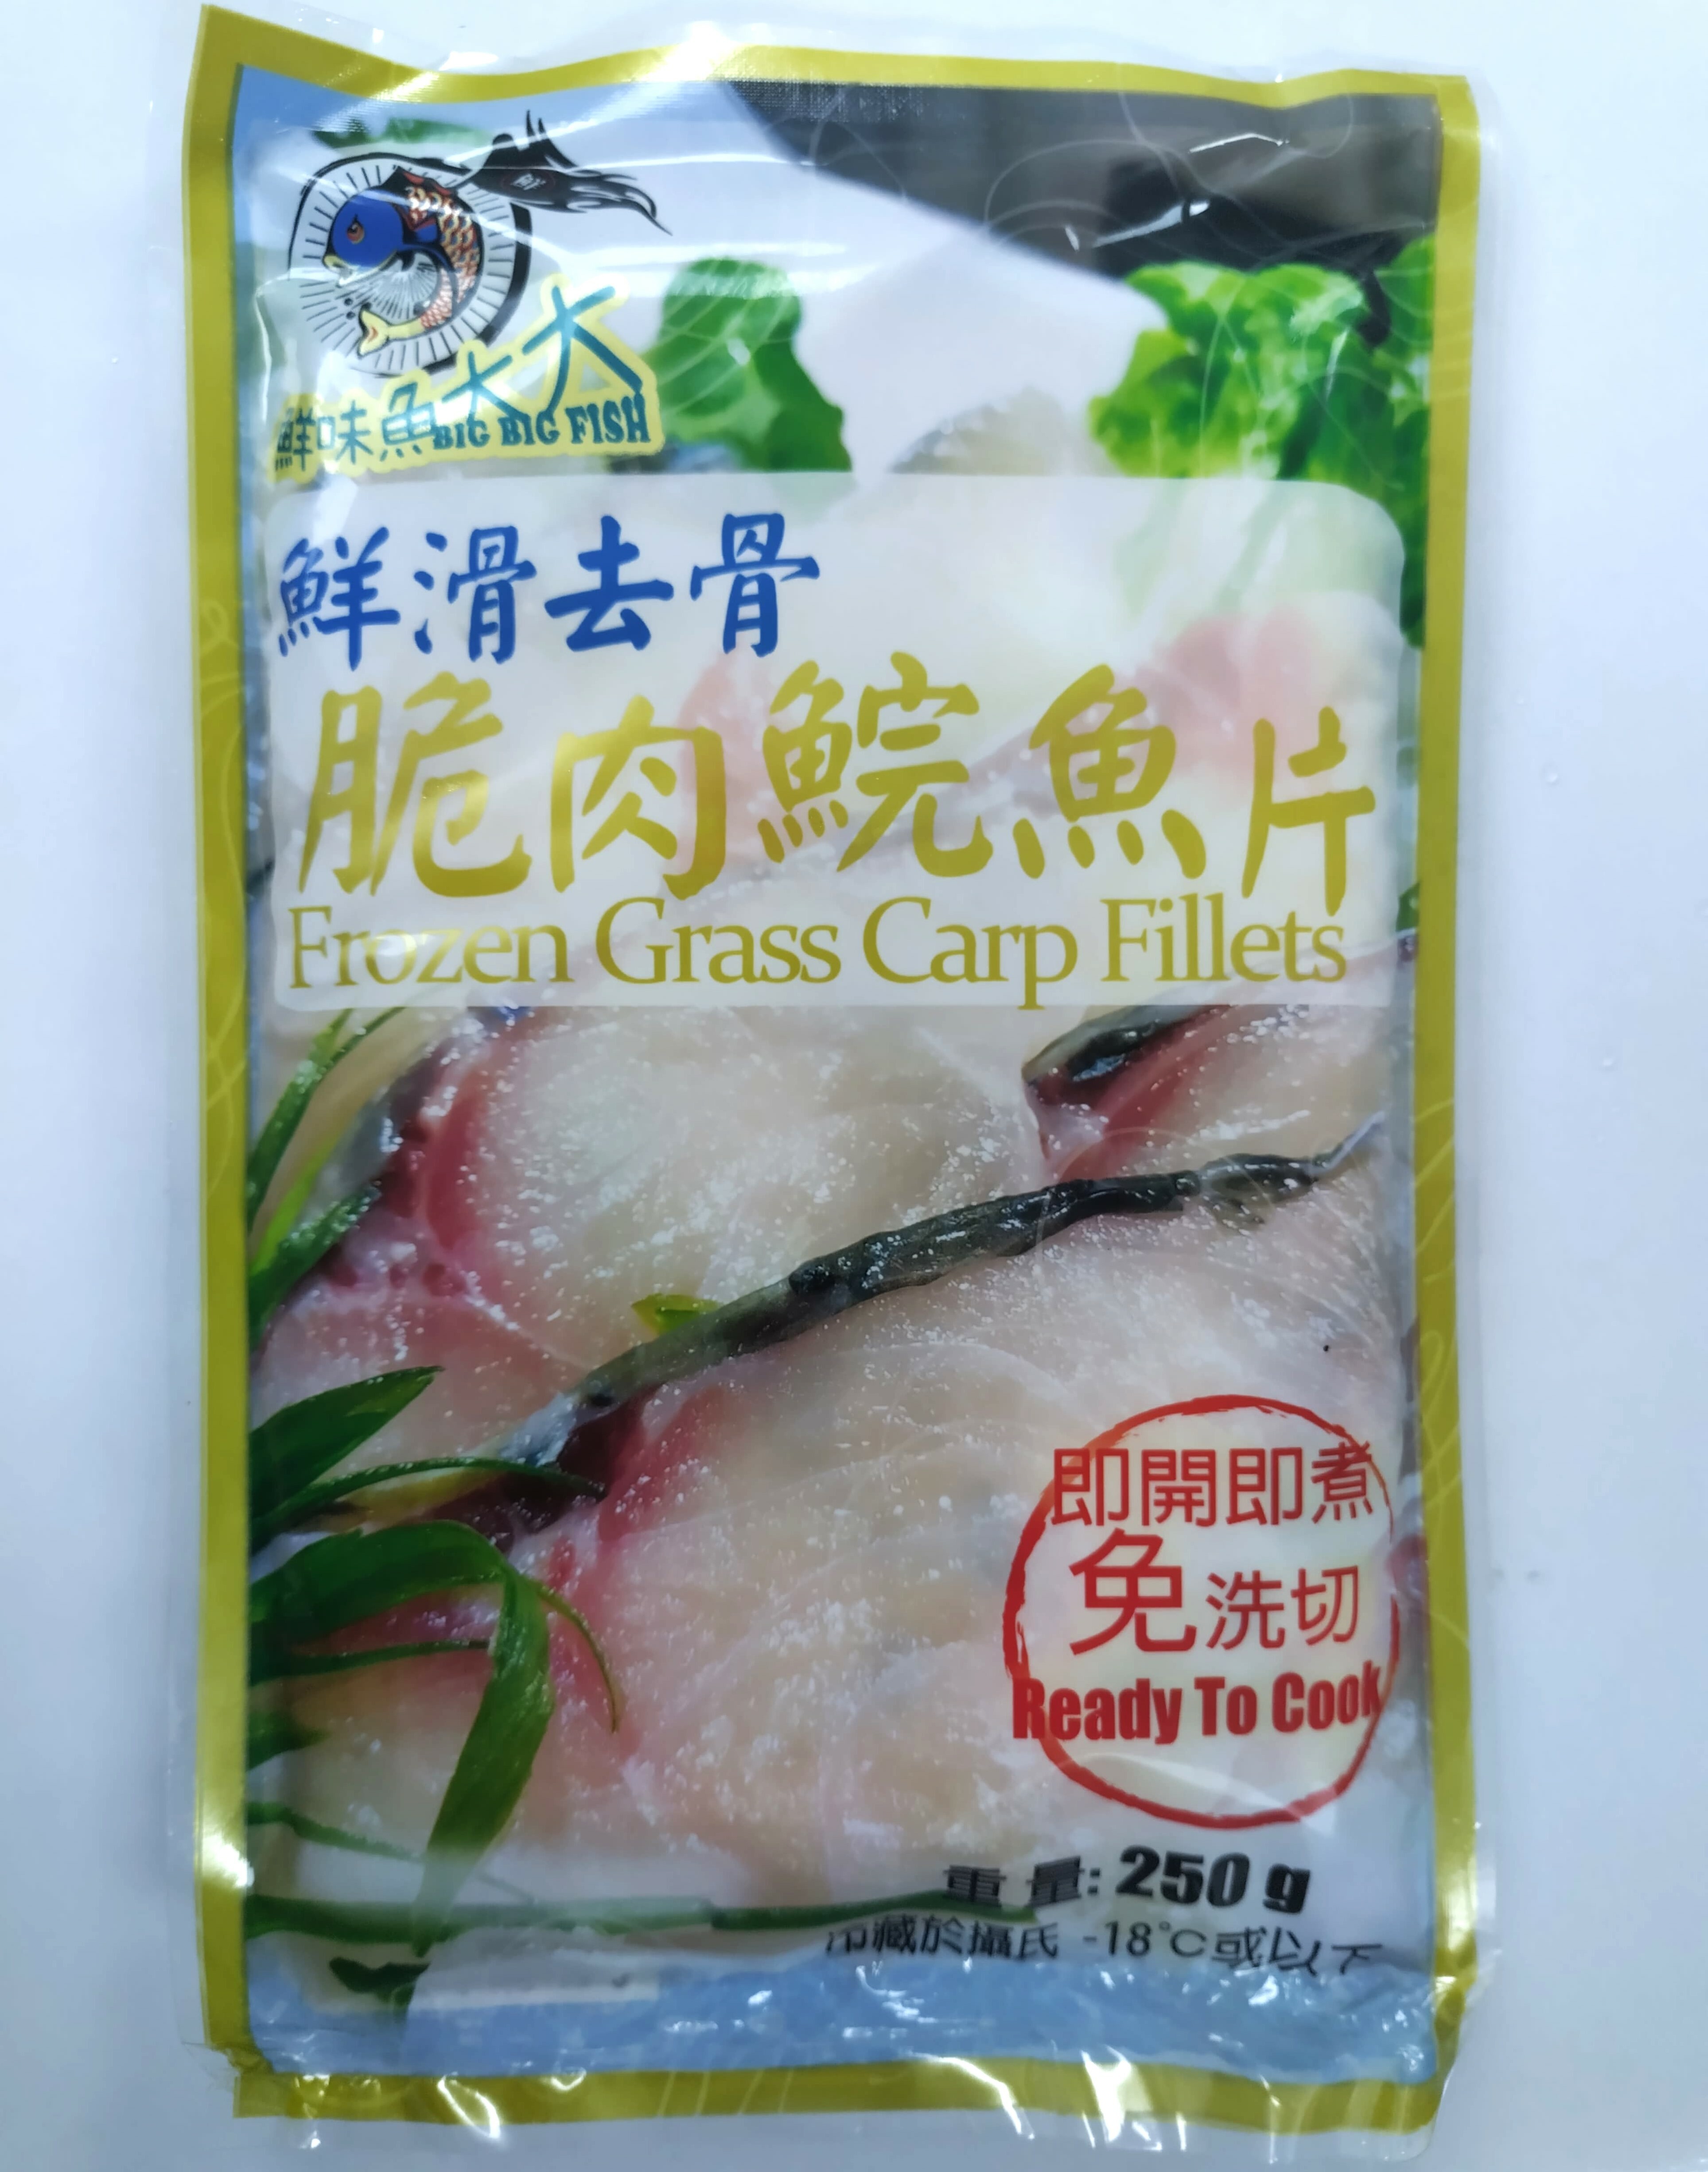 鮮味魚大大
BIG BIG FISH
鮮滑去骨
脆肉鯇魚片
Frozen Grass Carp Fillets
即開即煮
免洗切
Ready To Cook
重量: 250 g
冷藏於攝氏 -18°C或以下